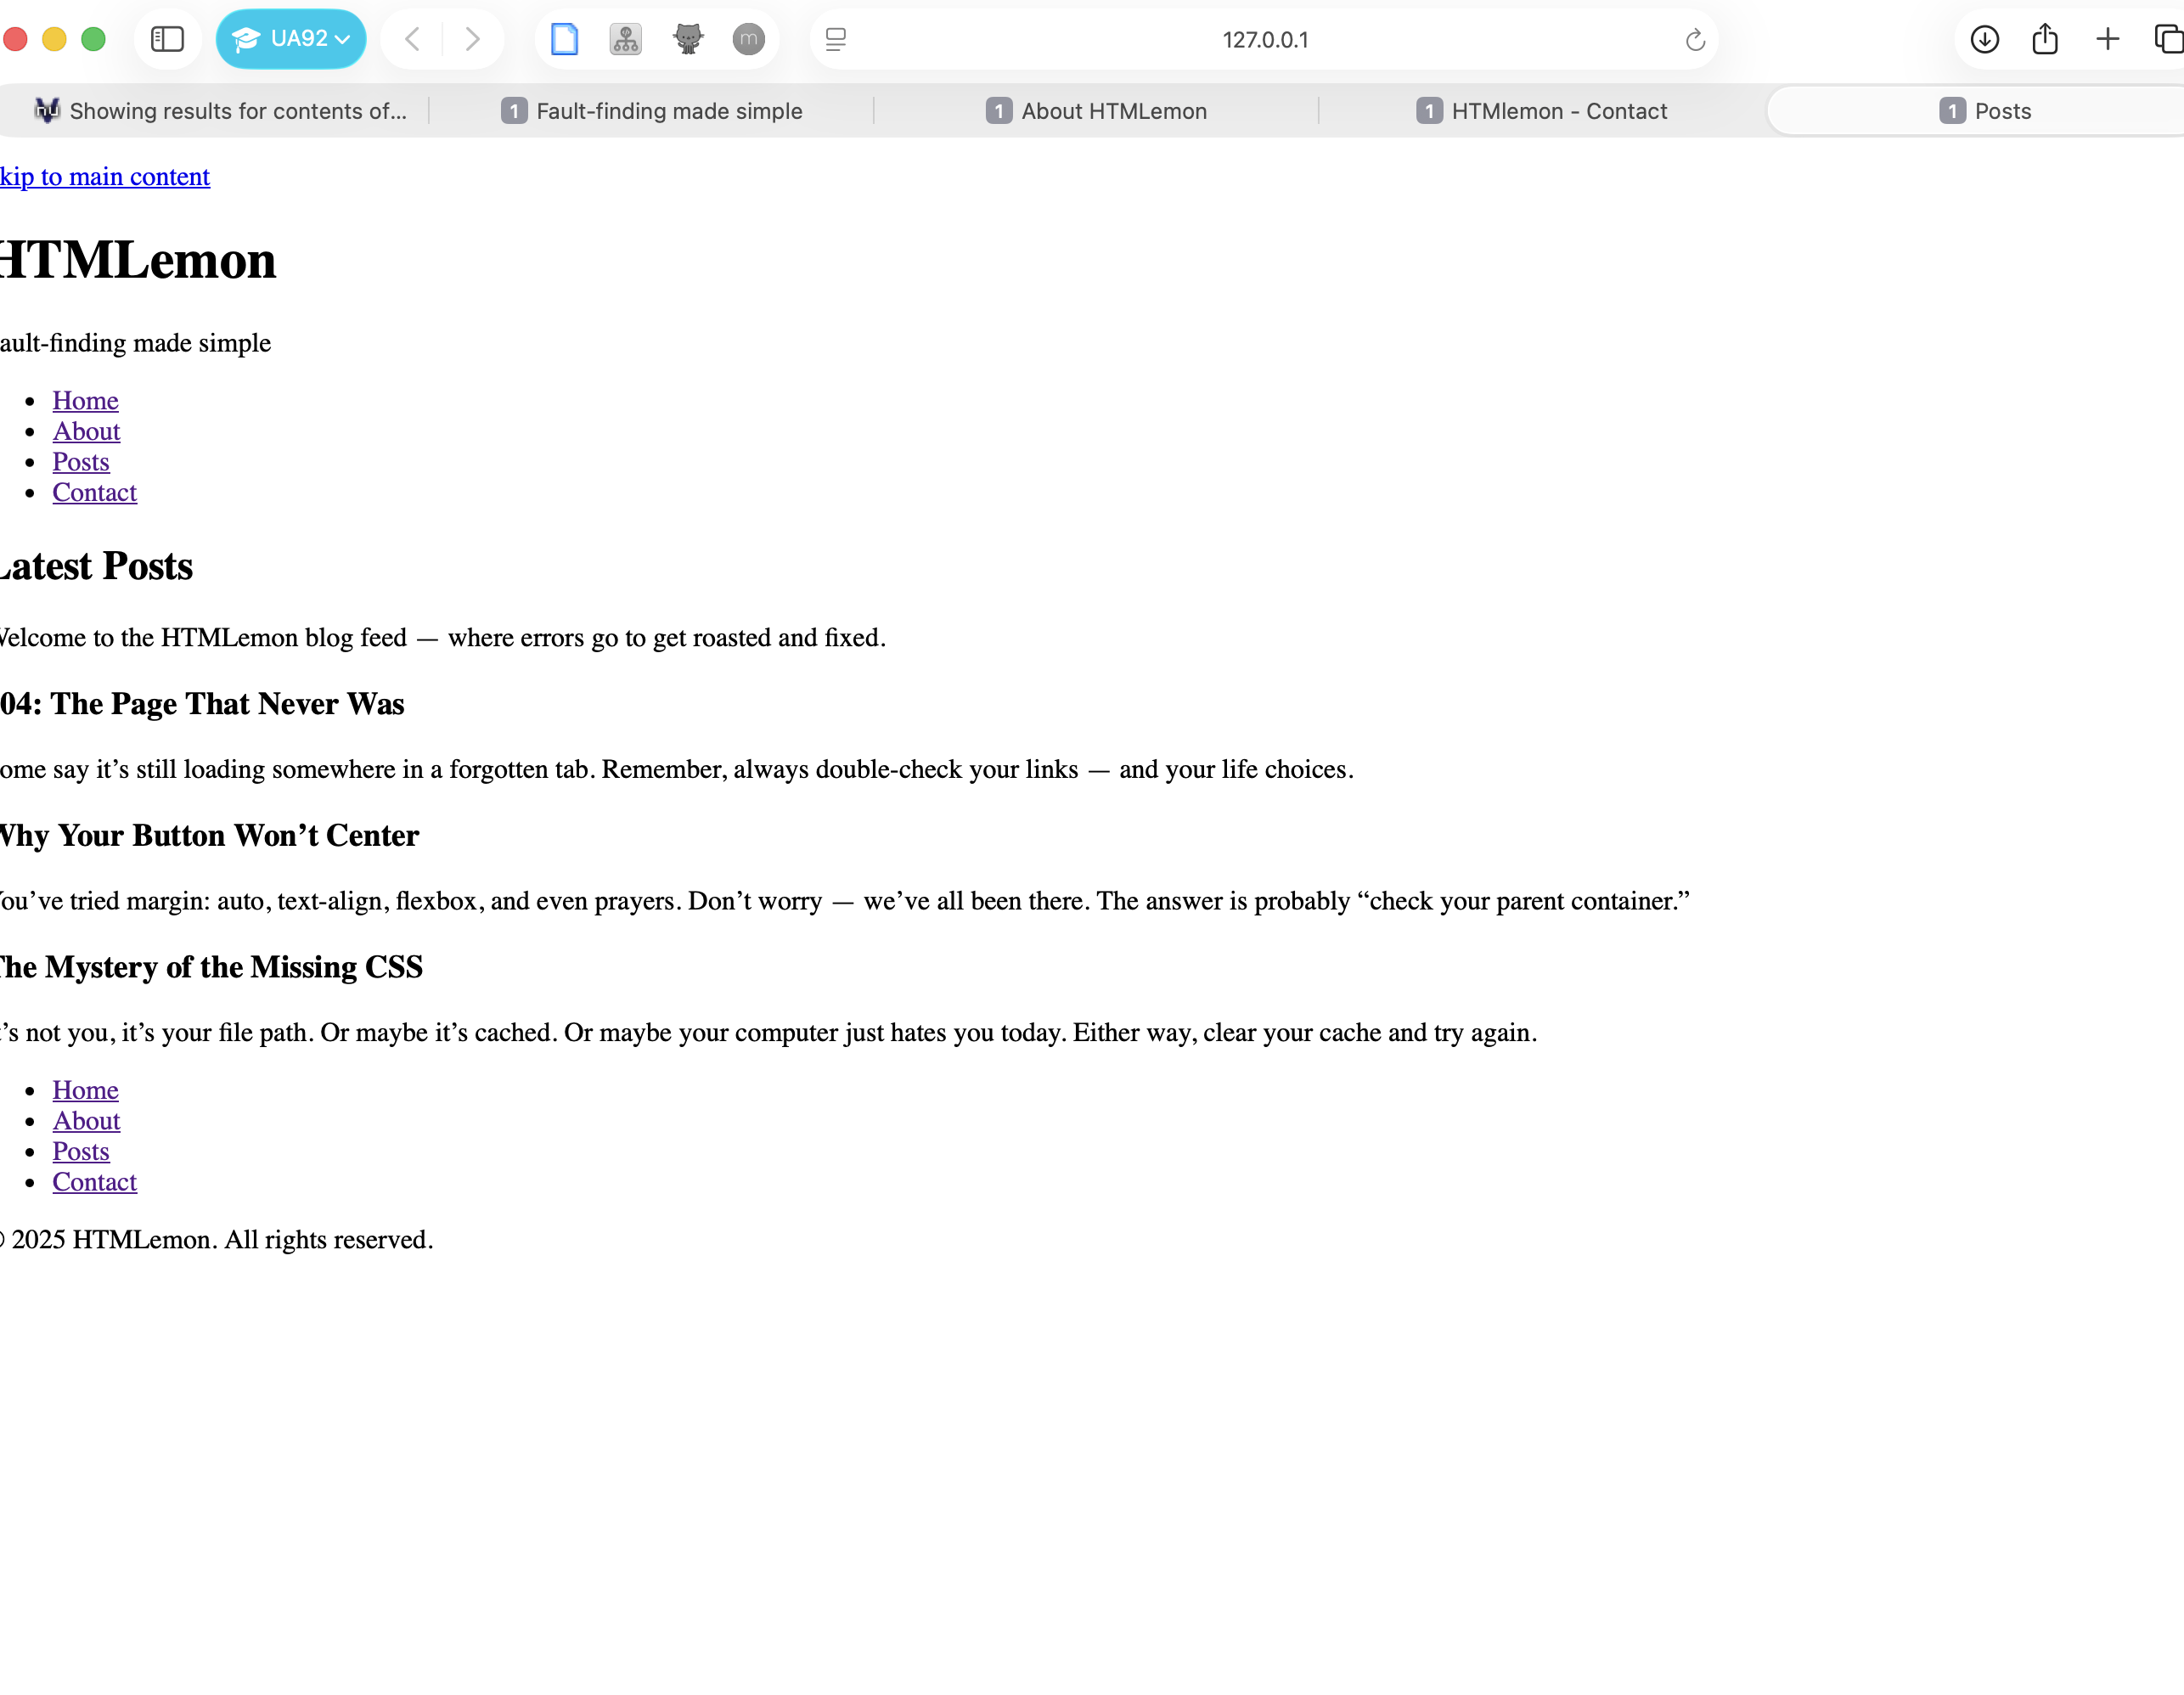 UA92
127.0.0.1
Showing results for contents of...
1 Fault-finding made simple
1 About HTMLemon
1 HTMlemon - Contact
1 Posts
kip to main content
HTMLemon
ault-finding made simple
• Home
• About
• Posts
• Contact
Latest Posts
Welcome to the HTMLemon blog feed — where errors go to get roasted and fixed.
04: The Page That Never Was
ome say it’s still loading somewhere in a forgotten tab. Remember, always double-check your links — and your life choices.
Why Your Button Won’t Center
You’ve tried margin: auto, text-align, flexbox, and even prayers. Don’t worry — we’ve all been there. The answer is probably “check your parent container.”
The Mystery of the Missing CSS
t’s not you, it’s your file path. Or maybe it’s cached. Or maybe your computer just hates you today. Either way, clear your cache and try again.
• Home
• About
• Posts
• Contact
© 2025 HTMLemon. All rights reserved.